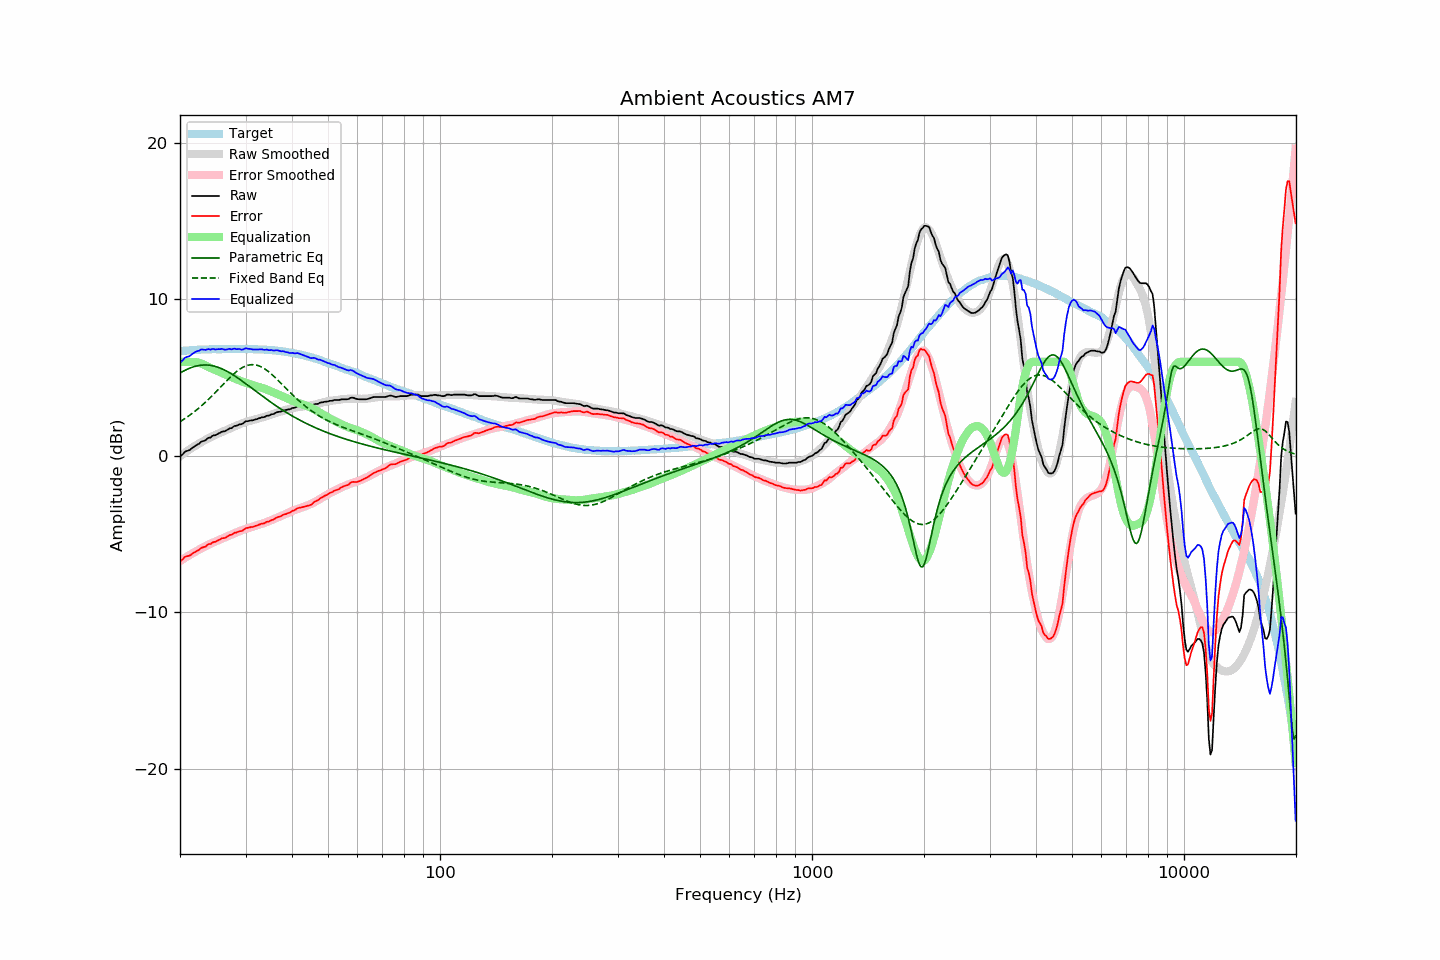 Ambient Acoustics AM7
Target
Raw Smoothed
Error Smoothed
Raw
Error
Equalization
Parametric Eq
Fixed Band Eq
Equalized
20
10
0
−10
−20
Amplitude (dBr)
100
1000
10000
Frequency (Hz)